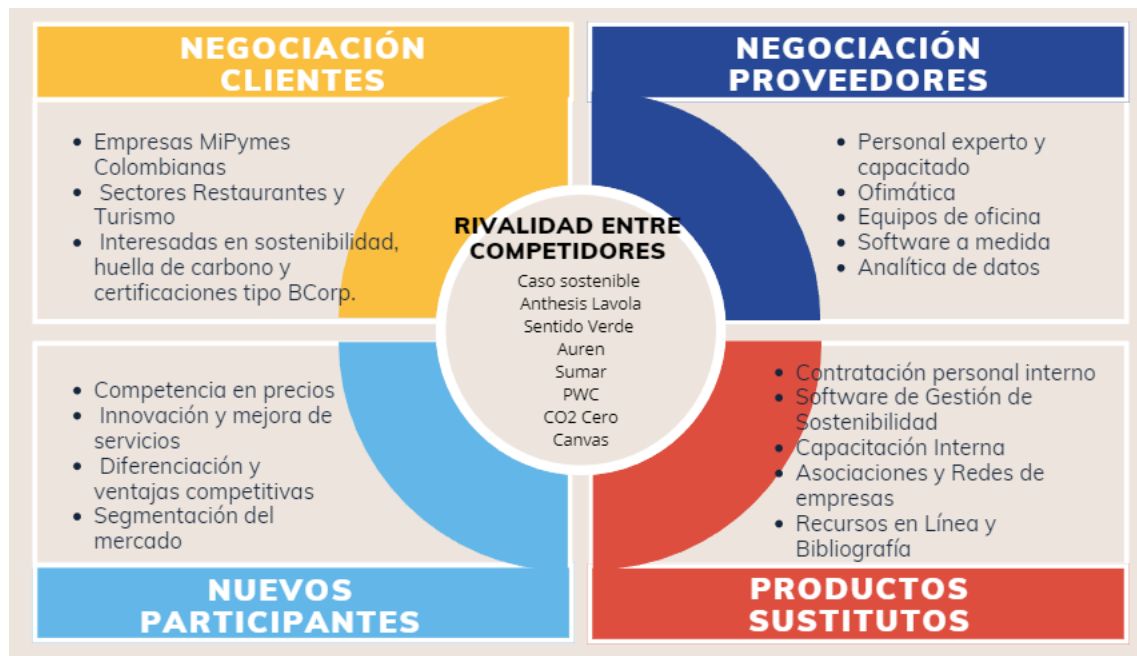 NEGOCIACIÓN
CLIENTES
• Empresas MiPymes
Colombianas
• Sectores Restaurantes y
Turismo
• Interesadas en sostenibilidad,
huella de carbono y
certificaciones tipo BCorp.
NEGOCIACIÓN
PROVEEDORES
• Personal experto y
capacitado
• Ofimática
• Equipos de oficina
• Software a medida
• Analítica de datos
RIVALIDAD ENTRE
COMPETIDORES
Caso sostenible
Anthesis Lavola
Sentido Verde
Auren
Sumar
PWC
CO2 Cero
Canvas
• Competencia en precios
• Innovación y mejora de
servicios
• Diferenciación y
ventajas competitivas
• Segmentación del
mercado
NUEVOS
PARTICIPANTES
• Contratación personal interno
• Software de Gestión de
Sostenibilidad
• Capacitación Interna
• Asociaciones y Redes de
empresas
• Recursos en Línea y
Bibliografía
PRODUCTOS
SUSTITUTOS